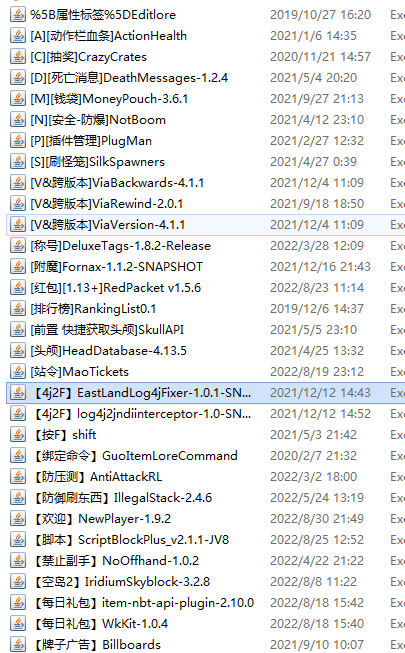 %5B属性标签%5DEditlore 2019/10/27 16:20 Exe
[A][动作栏血条]ActionHealth 2021/1/6 14:35 Exe
[C][抽奖]CrazyCrates 2020/11/21 14:57 Exe
[D][死亡消息]DeathMessages-1.2.4 2021/5/4 20:20 Exe
[M][钱袋]MoneyPouch-3.6.1 2021/9/27 21:13 Exe
[N][安全-防爆]NotBoom 2021/4/12 23:10 Exe
[P][插件管理]PlugMan 2021/2/27 12:32 Exe
[S][刷怪笼]SilkSpawners 2021/4/27 0:39 Exe
[V&跨版本]ViaBackwards-4.1.1 2021/12/4 11:09 Exe
[V&跨版本]ViaRewind-2.0.1 2021/9/18 18:50 Exe
[V&跨版本]ViaVersion-4.1.1 2021/12/4 11:09 Exe
[称号]DeluxeTags-1.8.2-Release 2022/3/28 12:09 Exe
[附魔]Fornax-1.1.2-SNAPSHOT 2021/12/16 21:43 Exe
[红包][1.13+]RedPacket v1.5.6 2022/8/23 11:14 Exe
[排行榜]RankingList0.1 2019/12/6 14:37 Exe
[前置 快捷获取头颅]SkullAPI 2021/5/5 23:10 Exe
[头颅]HeadDatabase-4.13.5 2021/4/25 13:32 Exe
[站令]MaoTickets 2022/8/19 23:12 Exe
【4j2F】EastLandLog4jFixer-1.0.1-SN... 2021/12/12 14:43 Exe
【4j2F】log4j2jndiinterceptor-1.0-SN... 2021/12/12 14:52 Exe
【按F】shift 2021/5/3 21:42 Exe
【绑定命令】GuoItemLoreCommand 2020/2/7 21:32 Exe
【防压测】AntiAttackRL 2022/3/2 18:00 Exe
【防御刷东西】IllegalStack-2.4.6 2022/5/24 13:19 Exe
【欢迎】NewPlayer-1.9.2 2022/8/30 21:49 Exe
【脚本】ScriptBlockPlus_v2.1.1-JV8 2022/8/25 12:52 Exe
【禁止副手】NoOffhand-1.0.2 2022/4/22 21:22 Exe
【空岛2】IridiumSkyblock-3.2.8 2022/8/8 11:22 Exe
【每日礼包】item-nbt-api-plugin-2.10.0 2022/8/18 15:42 Exe
【每日礼包】WkKit-1.0.4 2022/8/18 15:40 Exe
【牌子广告】Billboards 2021/9/10 10:07 Exe